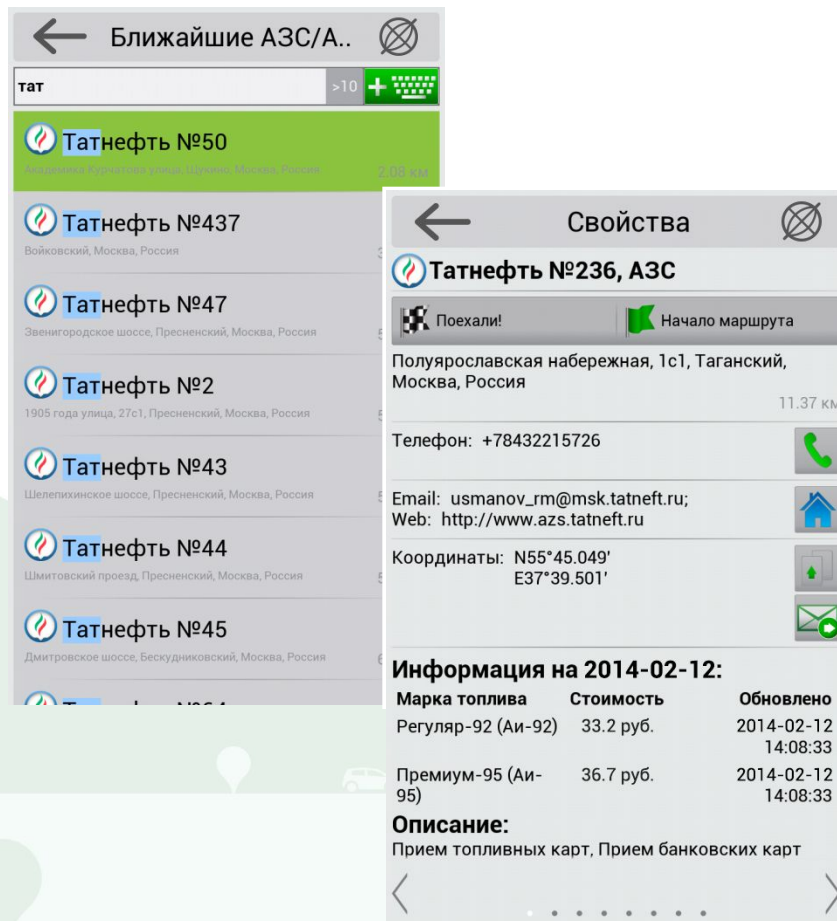 Ближайшие АЗС/А..
тат
>10
Татнефть №50
Академика Курчатова улица, Щукино, Москва, Россия
2.08 км
Татнефть №437
Войковский, Москва, Россия
Татнефть №47
Звенигородское шоссе, Пресненский, Москва, Россия
Татнефть №2
1905 года улица, 27с1, Пресненский, Москва, Россия
Татнефть №43
Шелепихинское шоссе, Пресненский, Москва, Россия
Татнефть №44
Шмитовский проезд, Пресненский, Москва, Россия
Татнефть №45
Дмитровское шоссе, Бескудниковский, Москва, Россия
Свойства
Татнефть №236, АЗС
Поехали!
Начало маршрута
Полуярославская набережная, 1с1, Таганский,
Москва, Россия
11.37 км
Телефон: +78432215726
Email: usmanov_rm@msk.tatneft.ru;
Web: http://www.azs.tatneft.ru
Координаты: N55°45.049'
E37°39.501'
Информация на 2014-02-12:
Марка топлива Стоимость Обновлено
Регуляр-92 (Аи-92) 33.2 руб. 2014-02-12
14:08:33
Премиум-95 (Аи- 36.7 руб. 2014-02-12
95) 14:08:33
Описание:
Прием топливных карт, Прием банковских карт